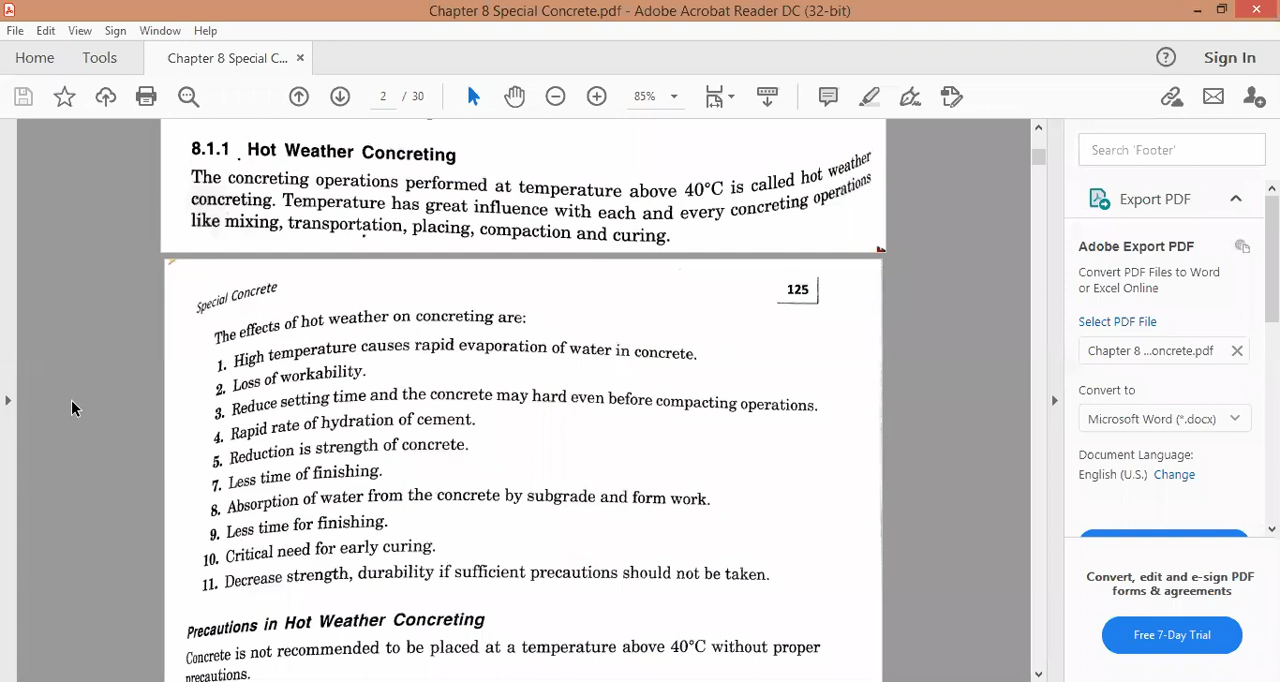 Chapter 8 Special Concrete.pdf - Adobe Acrobat Reader DC (32-bit)
File Edit View Sign Window Help
Home Tools Chapter 8 Special C... ×
Sign In
2 / 30
85%
8.1.1 Hot Weather Concreting
The concreting operations performed at temperature above 40°C is called hot weather
concreting. Temperature has great influence with each and every concreting operations
like mixing, transportation, placing, compaction and curing.
Special Concrete
125
The effects of hot weather on concreting are:
1. High temperature causes rapid evaporation of water in concrete.
2. Loss of workability.
3. Reduce setting time and the concrete may hard even before compacting operations.
4. Rapid rate of hydration of cement.
5. Reduction is strength of concrete.
7. Less time of finishing.
8. Absorption of water from the concrete by subgrade and form work.
9. Less time for finishing.
10. Critical need for early curing.
11. Decrease strength, durability if sufficient precautions should not be taken.
Precautions in Hot Weather Concreting
Concrete is not recommended to be placed at a temperature above 40°C without proper
precautions.
Search 'Footer'
Export PDF
Adobe Export PDF
Convert PDF Files to Word
or Excel Online
Select PDF File
Chapter 8 ...oncrete.pdf
Convert to
Microsoft Word (*.docx)
Document Language:
English (U.S.) Change
Convert, edit and e-sign PDF
forms & agreements
Free 7-Day Trial